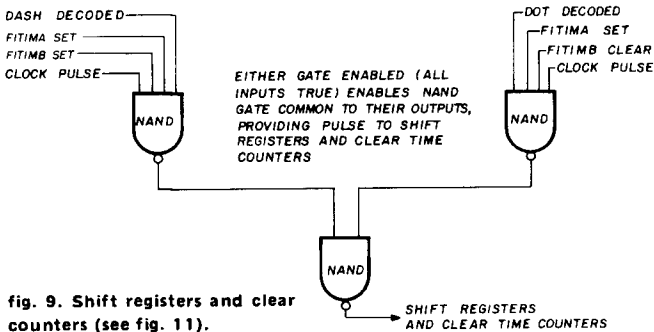 DASH DECODED
FITIMA SET
FITIMB SET
CLOCK PULSE
NAND
EITHER GATE ENABLED (ALL
INPUTS TRUE) ENABLES NAND
GATE COMMON TO THEIR OUTPUTS,
PROVIDING PULSE TO SHIFT
REGISTERS AND CLEAR TIME
COUNTERS
DOT DECODED
FITIMA SET
FITIMB CLEAR
CLOCK PULSE
NAND
NAND
SHIFT REGISTERS
AND CLEAR TIME COUNTERS
fig. 9. Shift registers and clear
counters (see fig. 11).